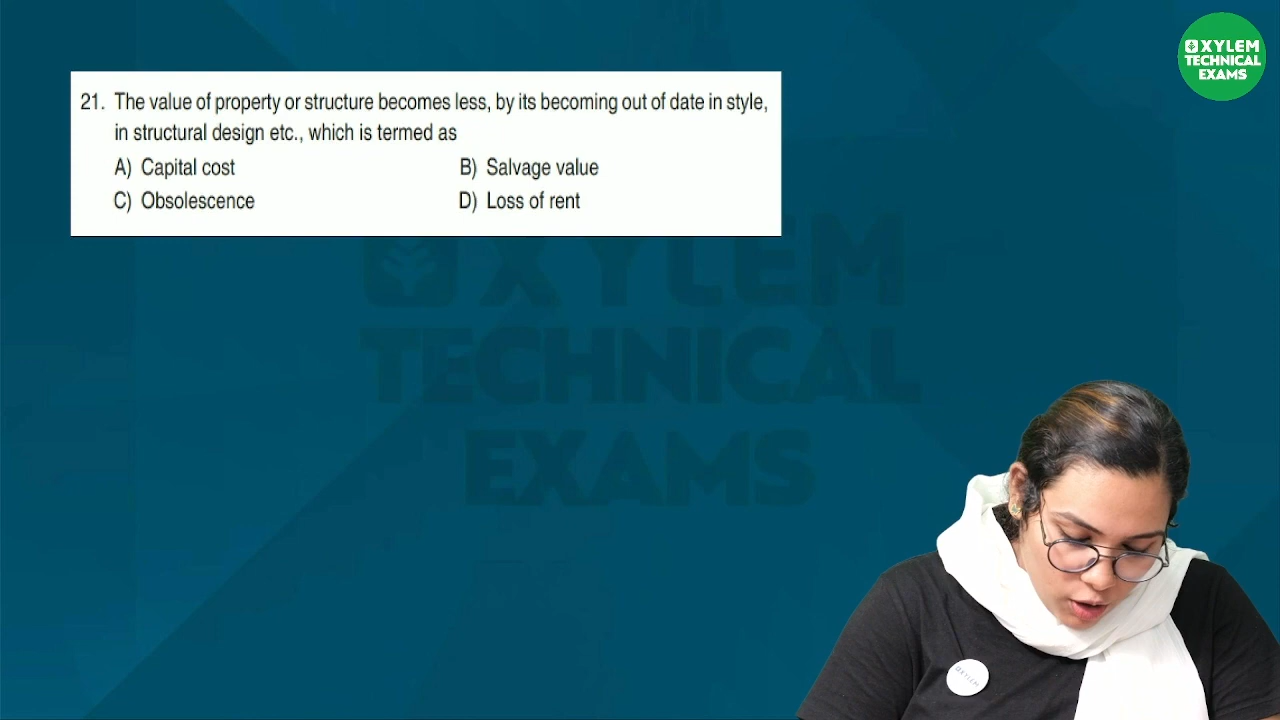 XYLEM
TECHNICAL
EXAMS
21. The value of property or structure becomes less, by its becoming out of date in style,
in structural design etc., which is termed as
A) Capital cost B) Salvage value
C) Obsolescence D) Loss of rent
XYLEM
TECHNICAL
EXAMS
XYLEM